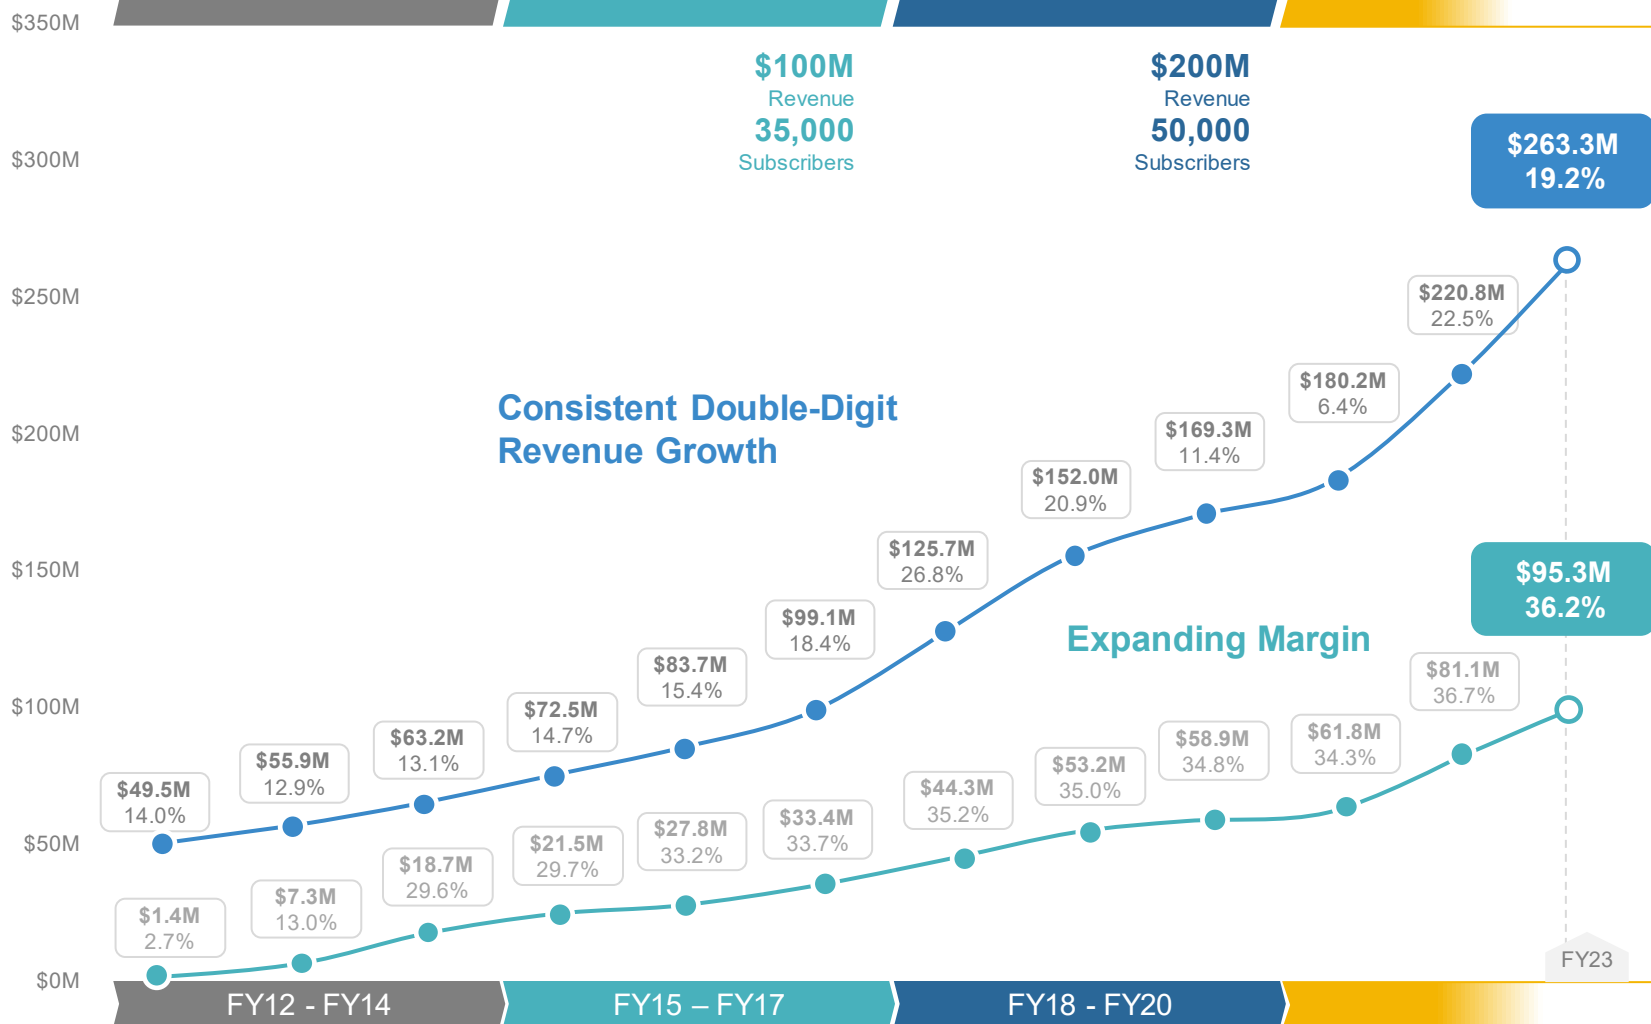 $350M
$100M
Revenue
35,000
Subscribers
$200M
Revenue
50,000
Subscribers
$263.3M
19.2%
$300M
$250M
$220.8M
22.5%
$180.2M
6.4%
Consistent Double-Digit
Revenue Growth
$200M
$169.3M
11.4%
$152.0M
20.9%
$125.7M
26.8%
$150M
$95.3M
36.2%
$99.1M
18.4%
Expanding Margin
$83.7M
15.4%
$81.1M
36.7%
$100M
$72.5M
14.7%
$63.2M
13.1%
$55.9M
12.9%
$49.5M
14.0%
$61.8M
34.3%
$58.9M
34.8%
$53.2M
35.0%
$44.3M
35.2%
$33.4M
33.7%
$27.8M
33.2%
$21.5M
29.7%
$50M
$18.7M
29.6%
$7.3M
13.0%
$1.4M
2.7%
FY23
$0M
FY12 - FY14
FY15 – FY17
FY18 - FY20